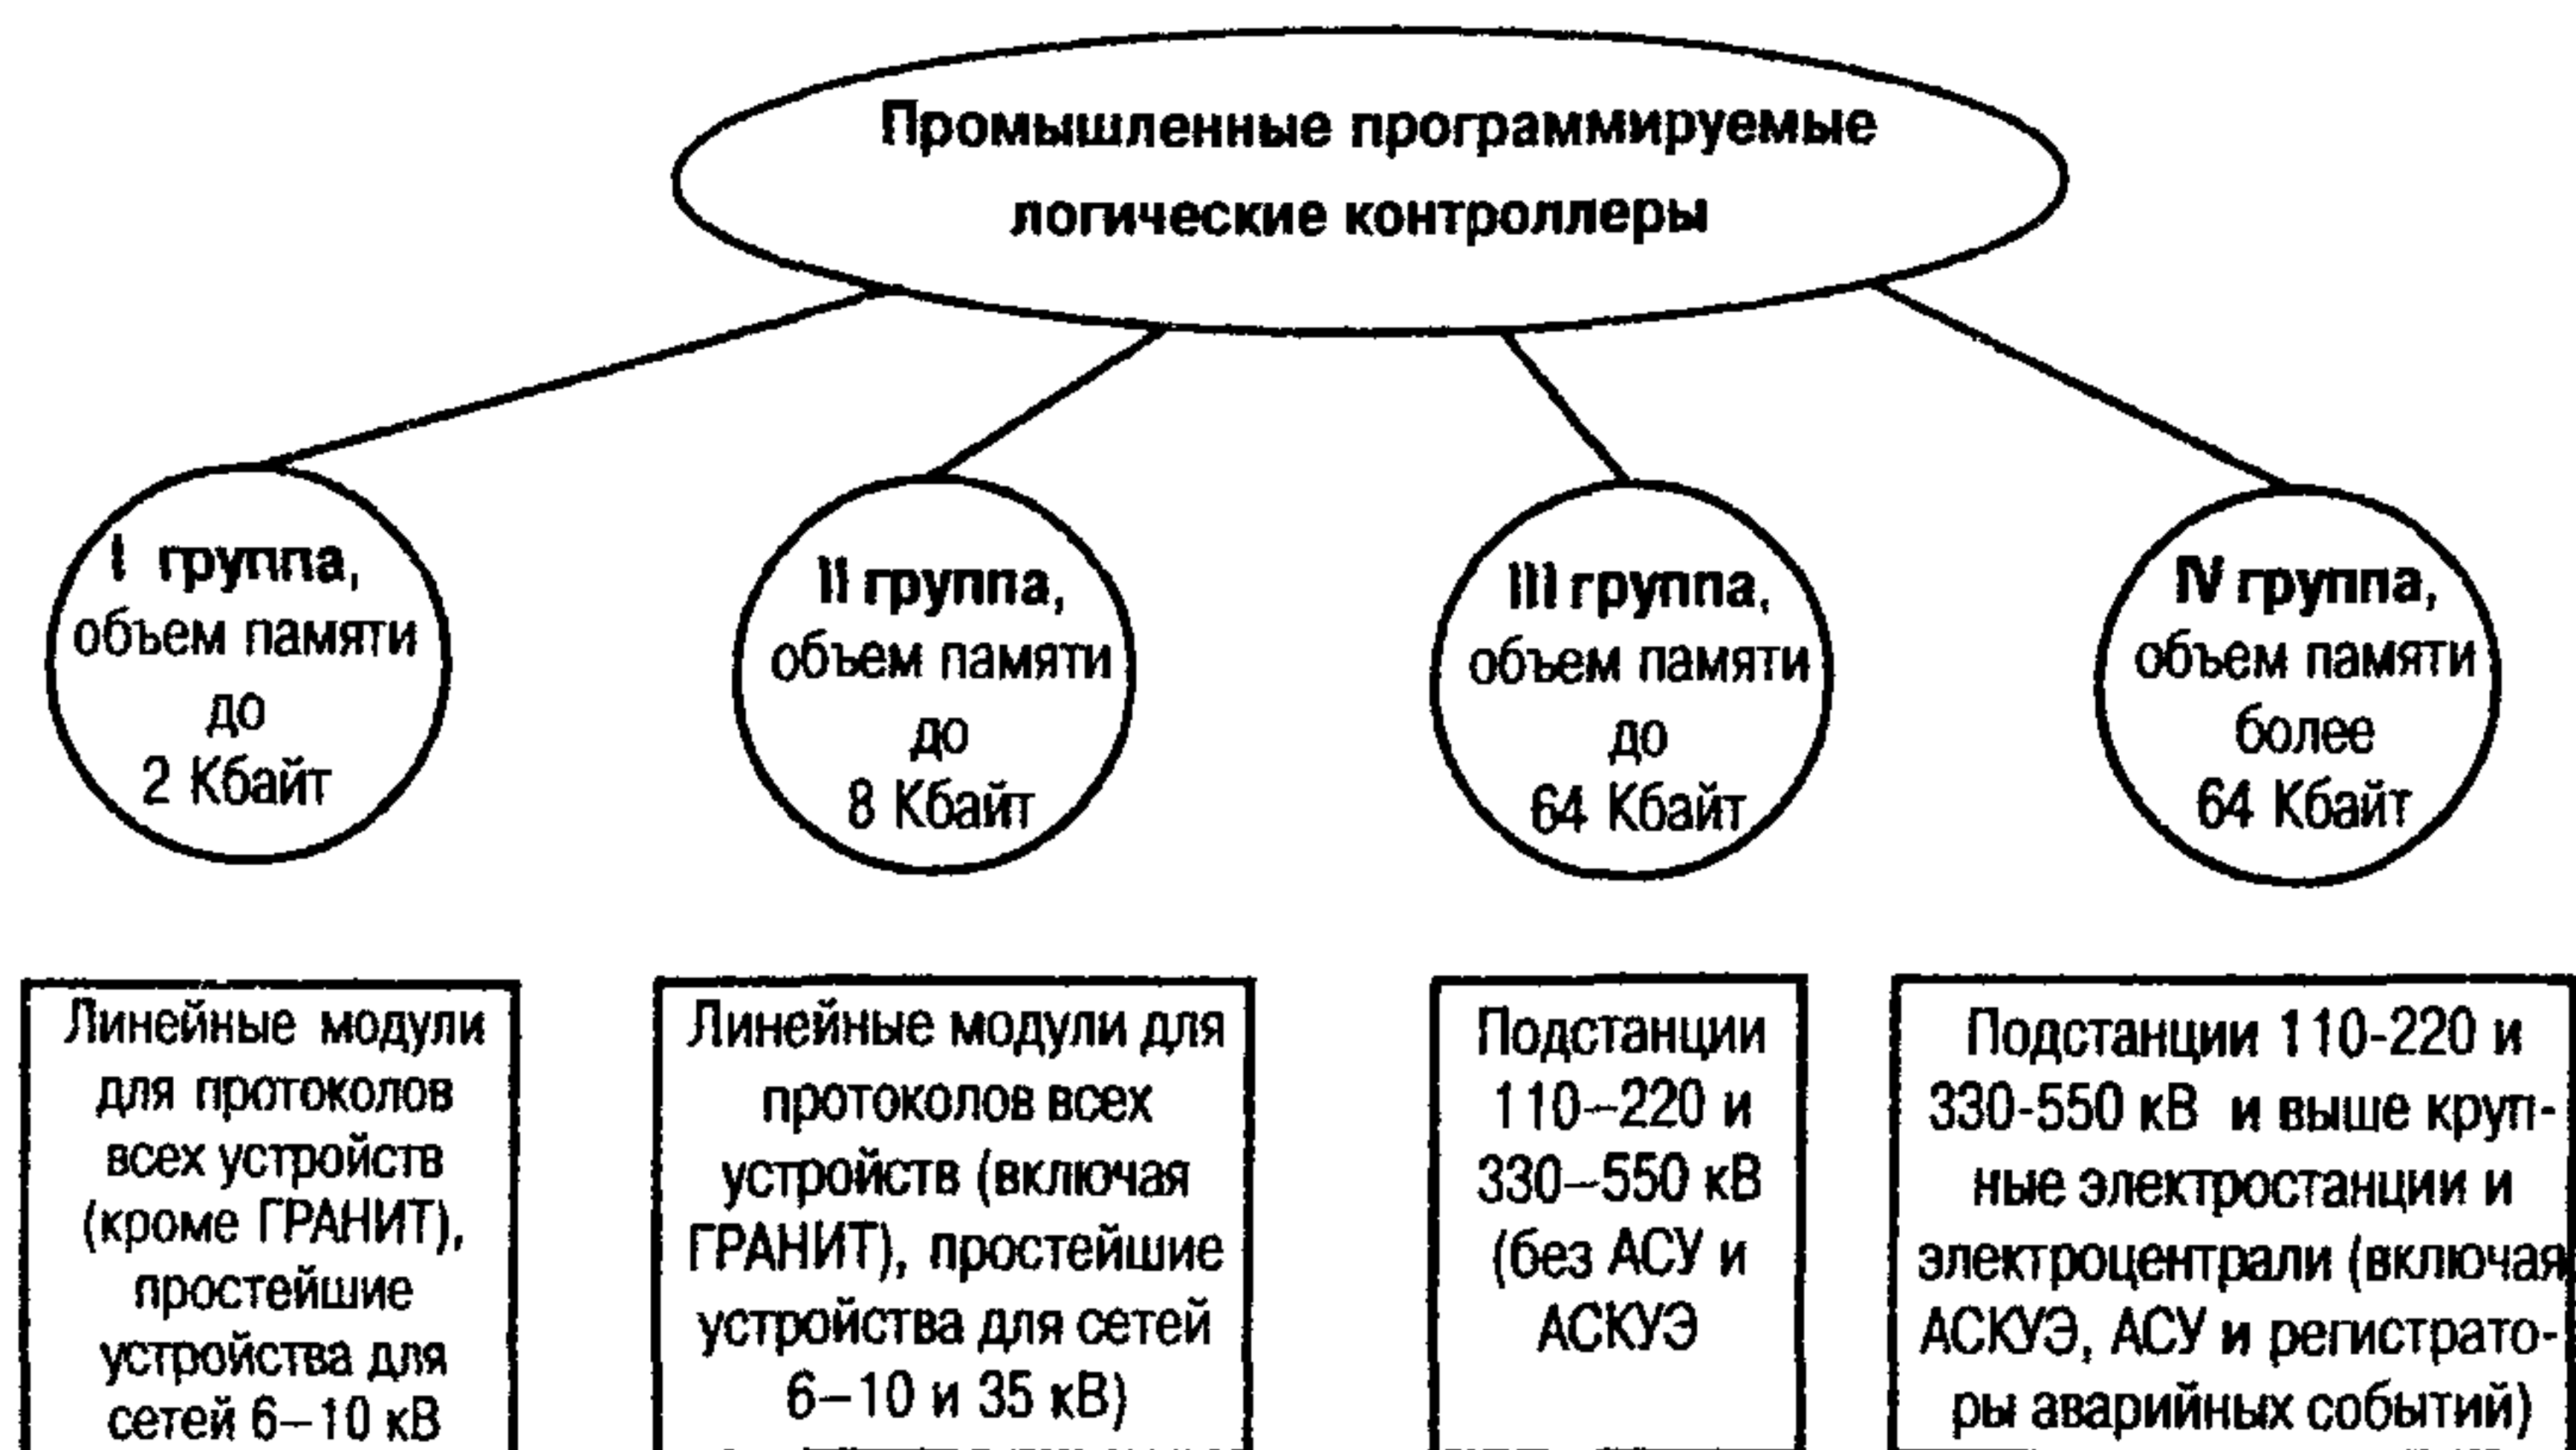 Промышленные программируемые
логические контроллеры
I группа,
объем памяти
до
2 Кбайт
II группа,
объем памяти
до
8 Кбайт
III группа,
объем памяти
до
64 Кбайт
IV группа,
объем памяти
более
64 Кбайт
Линейные модули
для протоколов
всех устройств
(кроме ГРАНИТ),
простейшие
устройства для
сетей 6–10 кВ
Линейные модули для
протоколов всех
устройств (включая
ГРАНИТ), простейшие
устройства для сетей
6–10 и 35 кВ)
Подстанции
110–220 и
330–550 кВ
(без АСУ и
АСКУЭ
Подстанции 110-220 и
330-550 кВ и выше круп-
ные электростанции и
электроцентрали (включая
АСКУЭ, АСУ и регистрато-
ры аварийных событий)